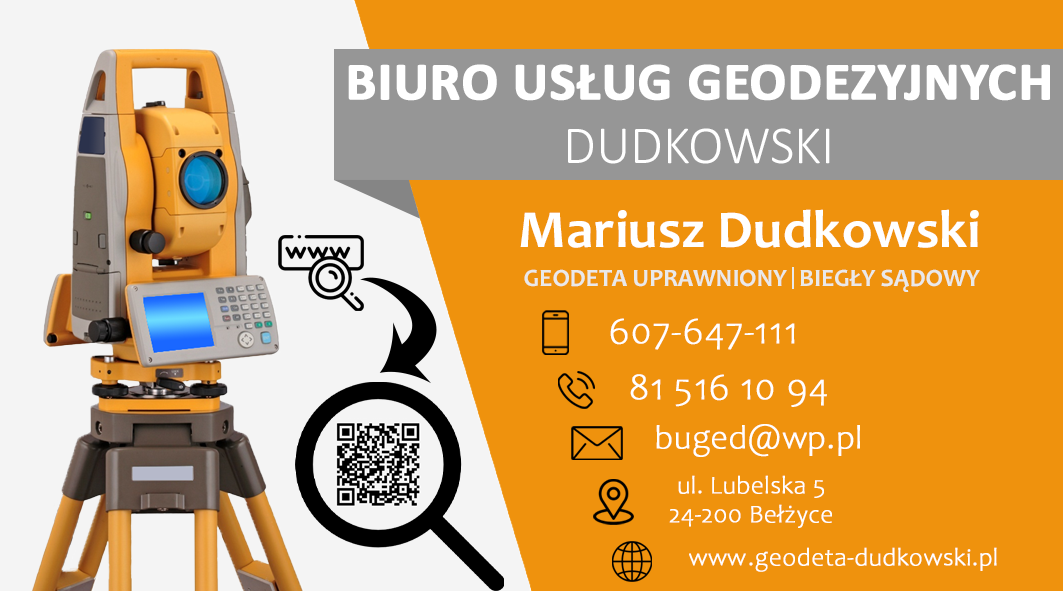 BIURO USŁUG GEODEZYJNYCH
DUDKOWSKI
Mariusz Dudkowski
GEODETA UPRAWNIONY|BIEGŁY SĄDOWY
607-647-111
81 516 10 94
buged@wp.pl
ul. Lubelska 5
24-200 Bełżyce
www.geodeta-dudkowski.pl
www